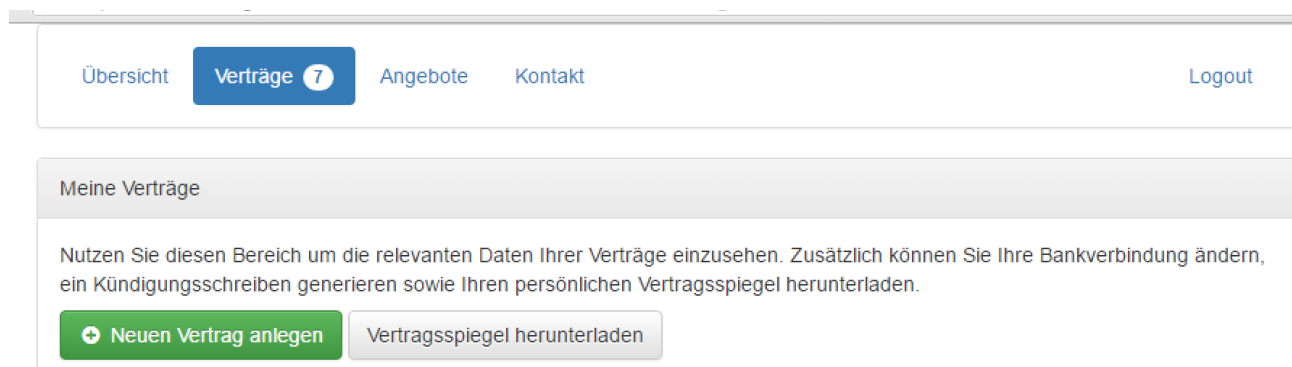 Übersicht Verträge 7 Angebote Kontakt Logout
Meine Verträge
Nutzen Sie diesen Bereich um die relevanten Daten Ihrer Verträge einzusehen. Zusätzlich können Sie Ihre Bankverbindung ändern,
ein Kündigungsschreiben generieren sowie Ihren persönlichen Vertragsspiegel herunterladen.
Neuen Vertrag anlegen Vertragsspiegel herunterladen